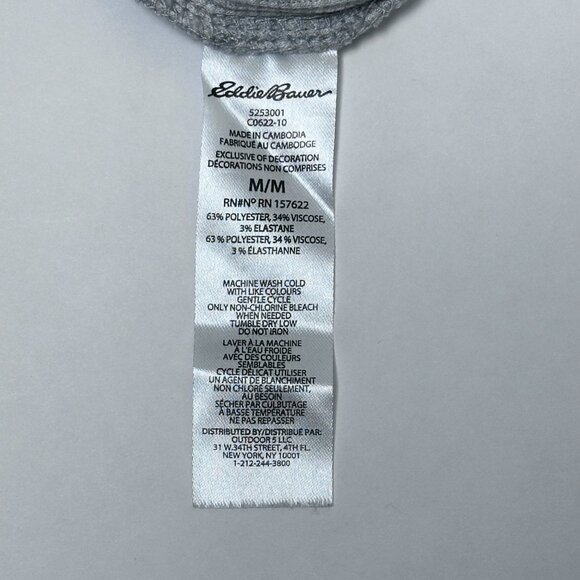 Eddie Bauer
5253001
C0622-10
MADE IN CAMBODIA
FABRIQUÉ AU CAMBODGE
EXCLUSIVE OF DECORATION
DÉCORATIONS NON COMPRISES
M/M
RN#Nº RN 157622
63% POLYESTER, 34% VISCOSE,
3% ELASTANE
63 % POLYESTER, 34 % VISCOSE,
3 % ÉLASTHANNE
MACHINE WASH COLD
WITH LIKE COLOURS
GENTLE CYCLE
ONLY NON-CHLORINE BLEACH
WHEN NEEDED
TUMBLE DRY LOW
DO NOT IRON
LAVER À LA MACHINE
À L'EAU FROIDE
AVEC DES COULEURS
SEMBLABLES
CYCLE DÉLICAT UTILISER
UN AGENT DE BLANCHIMENT
NON CHLORÉ SEULEMENT,
AU BESOIN
SÉCHER PAR CULBUTAGE
À BASSE TEMPÉRATURE
NE PAS REPASSER
DISTRIBUTED BY/DISTRIBUÉ PAR:
OUTDOOR 5 LLC.
31 W.34TH STREET, 4TH FL.
NEW YORK, NY 10001
1-212-244-3800